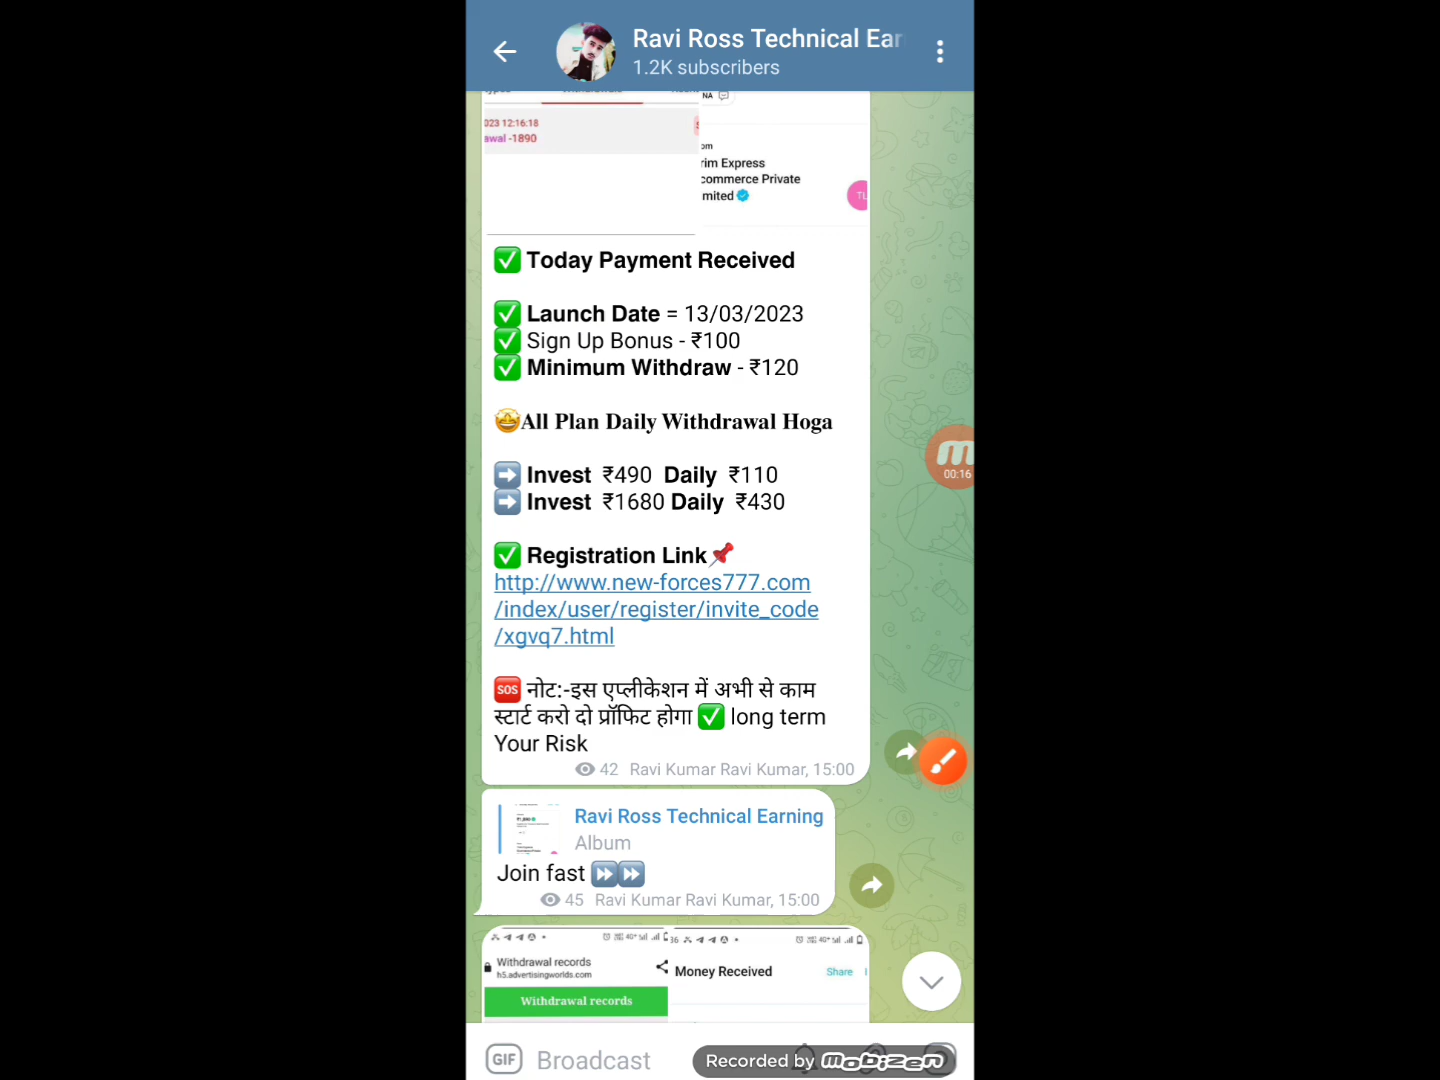 Ravi Ross Technical Ear
1.2K subscribers
NA
023 12:16:18
awal -1890
om
rim Express
commerce Private
mited
TL
✅ Today Payment Received
✅ Launch Date = 13/03/2023
✅ Sign Up Bonus - ₹100
✅ Minimum Withdraw - ₹120
🤩All Plan Daily Withdrawal Hoga
➡️ Invest ₹490 Daily ₹110
➡️ Invest ₹1680 Daily ₹430
✅ Registration Link📌
http://www.new-forces777.com
/index/user/register/invite_code
/xgvq7.html
🆘 नोट:-इस एप्लीकेशन में अभी से काम
स्टार्ट करो दो प्रॉफिट होगा ✅ long term
Your Risk
42 Ravi Kumar Ravi Kumar, 15:00
00:16
Ravi Ross Technical Earning
Album
Join fast ⏩⏩
45 Ravi Kumar Ravi Kumar, 15:00
Withdrawal records
h5.advertisingworlds.com
Withdrawal records
36
Money Received
Share
GIF Broadcast
Recorded by mobizen